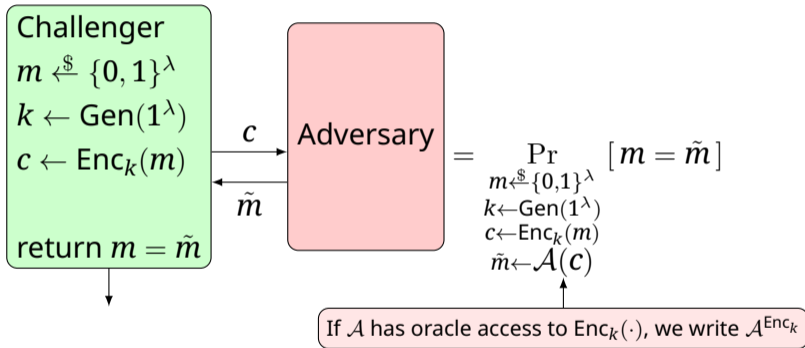 Challenger
m ←$ {0, 1}^λ
k ← Gen(1^λ)
c ← Enc_k(m)
return m = m̃
c
m̃
Adversary
= Pr [m = m̃]
m←${0,1}^λ
k←Gen(1^λ)
c←Enc_k(m)
m̃←𝒜(c)
If 𝒜 has oracle access to Enc_k(·), we write 𝒜^Enc_k